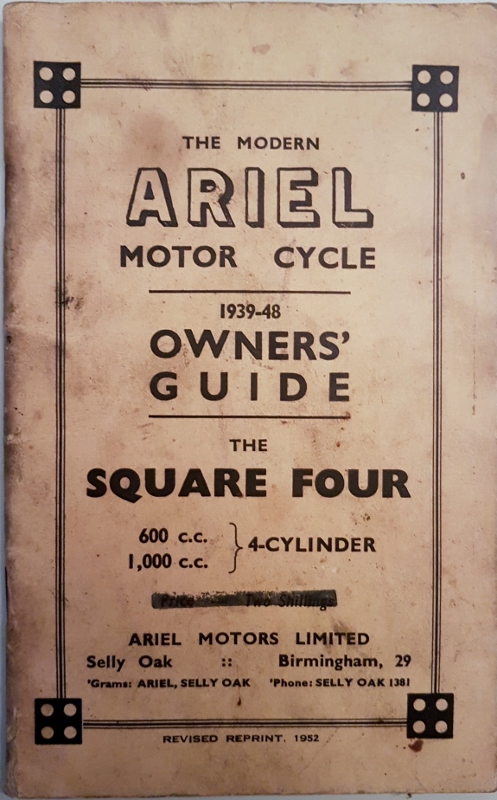 THE MODERN
ARIEL
MOTOR CYCLE
1939-48
OWNERS'
GUIDE
THE
SQUARE FOUR
600 c.c.
1,000 c.c.
4-CYLINDER
Price — Two Shillings
ARIEL MOTORS LIMITED
Selly Oak :: Birmingham, 29
'Grams: ARIEL, SELLY OAK 'Phone: SELLY OAK 1381
REVISED REPRINT, 1952